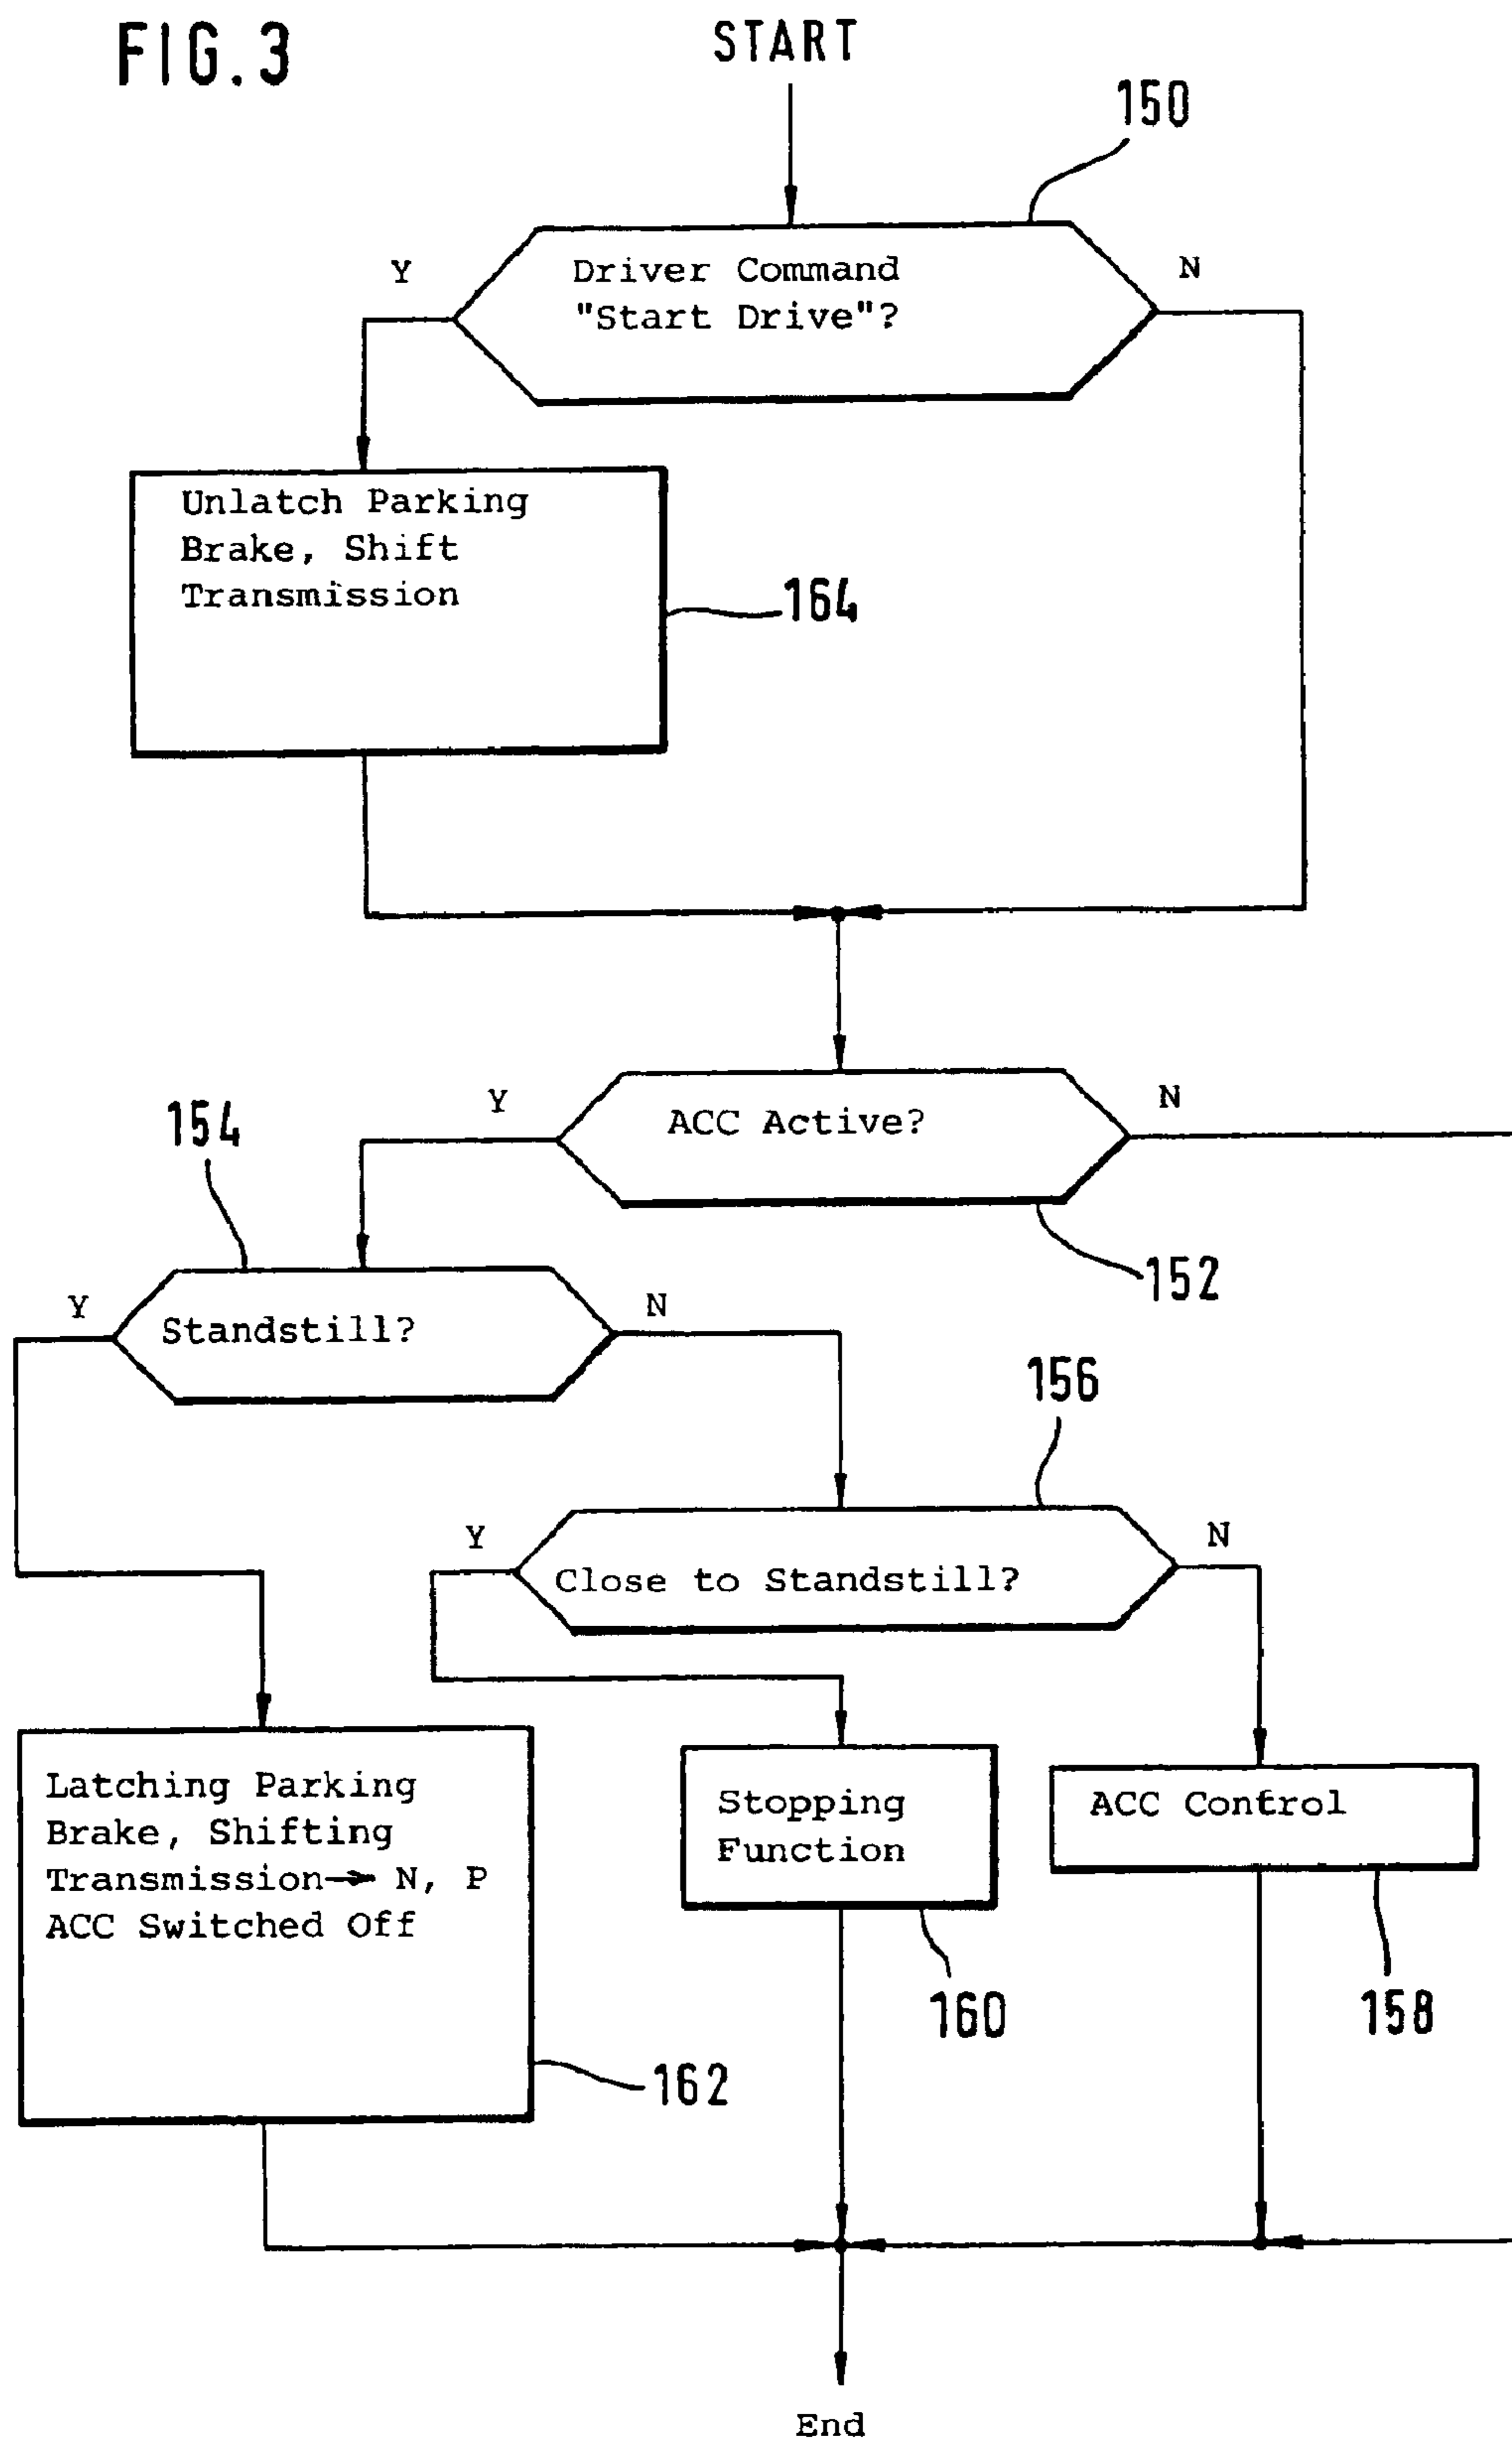 FIG.3
START
150
Y
N
Driver Command
"Start Drive"?
Unlatch Parking
Brake, Shift
Transmission
164
Y
N
ACC Active?
154
152
Y
N
Standstill?
156
Y
N
Close to Standstill?
Latching Parking
Brake, Shifting
Transmission→ N, P
ACC Switched Off
Stopping
Function
ACC Control
160
158
162
End